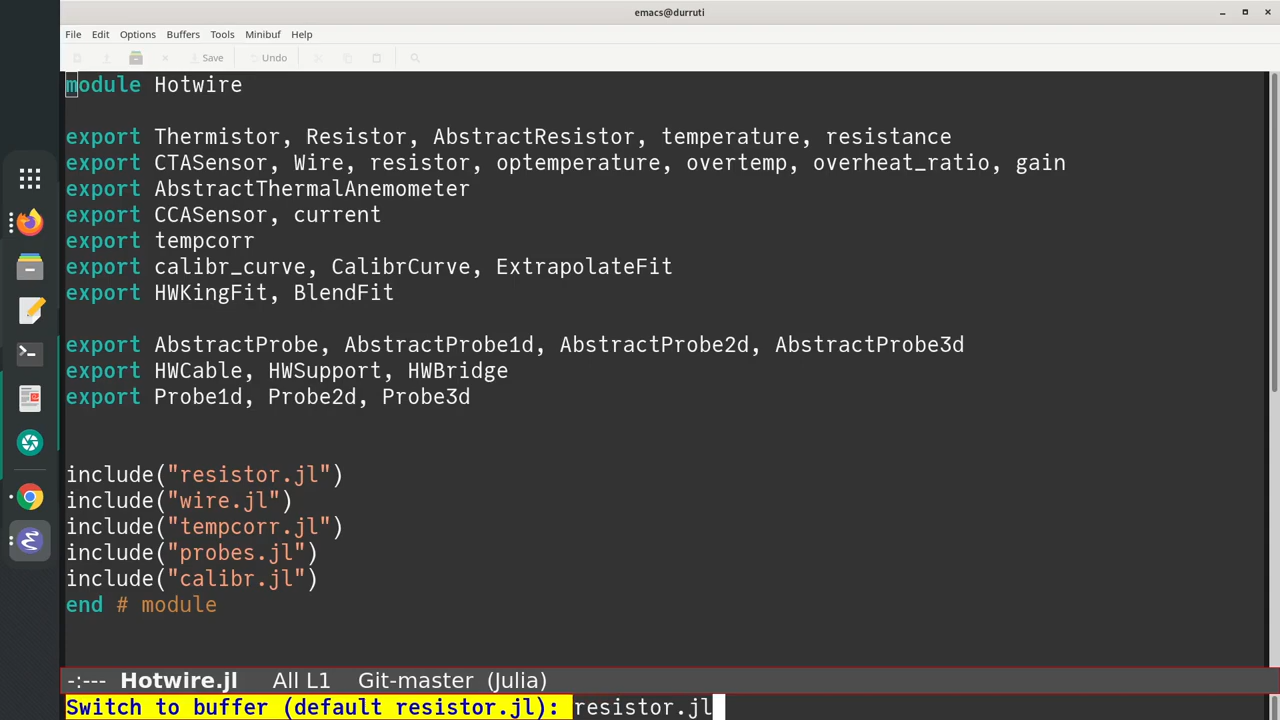 emacs@durruti
File Edit Options Buffers Tools Minibuf Help
Save Undo
module Hotwire
export Thermistor, Resistor, AbstractResistor, temperature, resistance
export CTASensor, Wire, resistor, optemperature, overtemp, overheat_ratio, gain
export AbstractThermalAnemometer
export CCASensor, current
export tempcorr
export calibr_curve, CalibrCurve, ExtrapolateFit
export HWKingFit, BlendFit
export AbstractProbe, AbstractProbe1d, AbstractProbe2d, AbstractProbe3d
export HWCable, HWSupport, HWBridge
export Probe1d, Probe2d, Probe3d
include("resistor.jl")
include("wire.jl")
include("tempcorr.jl")
include("probes.jl")
include("calibr.jl")
end # module
-:--- Hotwire.jl All L1 Git-master (Julia)
Switch to buffer (default resistor.jl): resistor.jl